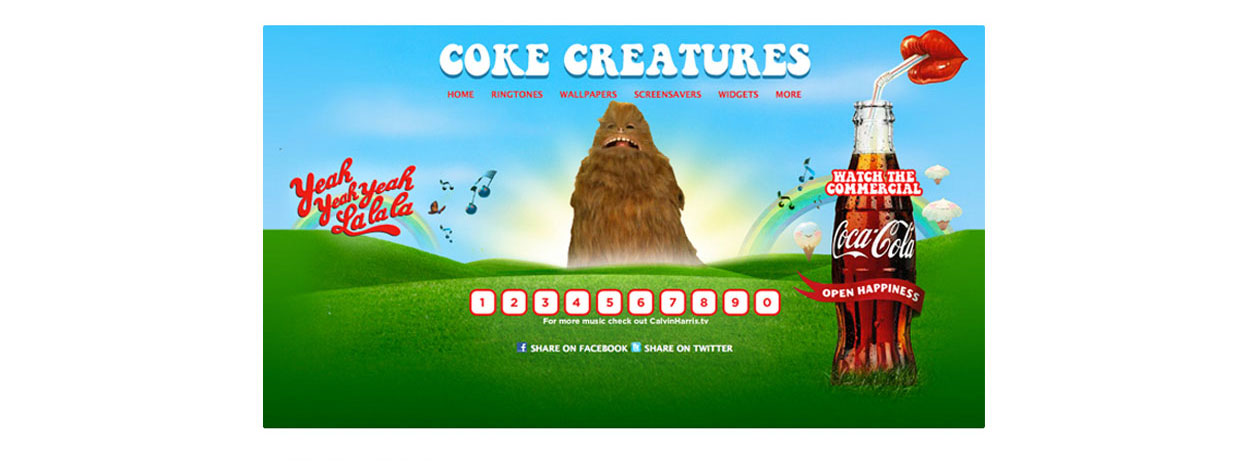 COKE CREATURES
HOME RINGTONES WALLPAPERS SCREENSAVERS WIDGETS MORE
Yeah
Yeah Yeah
La la la
WATCH THE
COMMERCIAL
Coca-Cola
OPEN HAPPINESS
1 2 3 4 5 6 7 8 9 0
For more music check out CalvinHarris.tv
SHARE ON FACEBOOK SHARE ON TWITTER